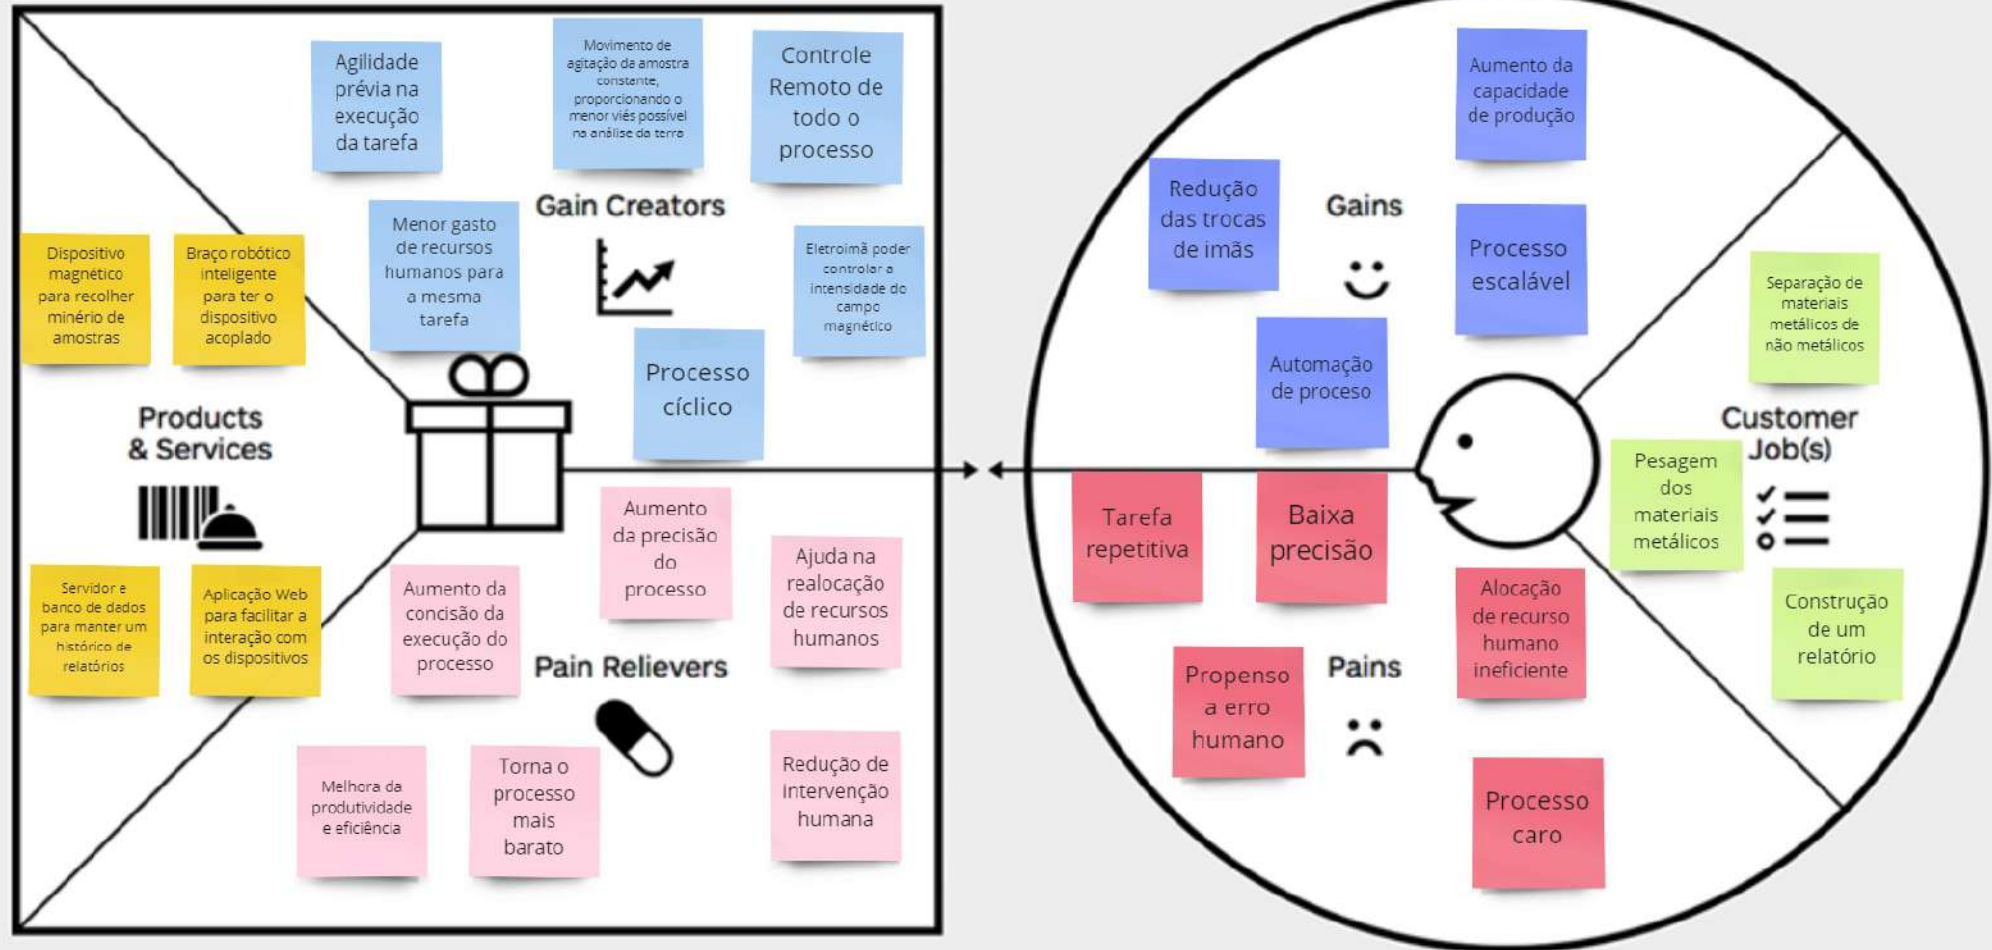 Agilidade
prévia na
execução
da tarefa
Movimento de
agitação da amostra
constante,
proporcionando o
menor viés possível
na análise da terra
Controle
Remoto de
todo o
processo
Menor gasto
de recursos
humanos para
a mesma
tarefa
Gain Creators
Eletroimã poder
controlar a
intensidade do
campo
magnético
Processo
cíclico
Dispositivo
magnético
para recolher
minério de
amostras
Braço robótico
inteligente
para ter o
dispositivo
acoplado
Products
& Services
Servidor e
banco de dados
para manter um
histórico de
relatórios
Aplicação Web
para facilitar a
interação com
os dispositivos
Aumento
da precisão
do
processo
Ajuda na
realocação
de recursos
humanos
Aumento da
concisão da
execução do
processo
Pain Relievers
Melhora da
produtividade
e eficiência
Torna o
processo
mais
barato
Redução de
intervenção
humana
Aumento da
capacidade
de produção
Redução
das trocas
de imãs
Gains
Processo
escalável
Automação
de proceso
Separação de
materiais
metálicos de
não metálicos
Customer
Job(s)
Pesagem
dos
materiais
metálicos
Construção
de um
relatório
Tarefa
repetitiva
Baixa
precisão
Alocação
de recurso
humano
ineficiente
Propenso
a erro
humano
Pains
Processo
caro